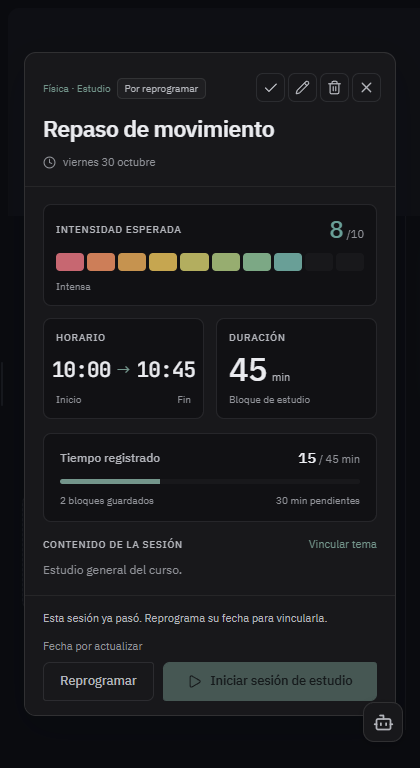 Física · Estudio
Por reprogramar
Repaso de movimiento
viernes 30 octubre
INTENSIDAD ESPERADA
8 /10
Intensa
HORARIO
10:00 → 10:45
Inicio
Fin
DURACIÓN
45 min
Bloque de estudio
Tiempo registrado
15 / 45 min
2 bloques guardados
30 min pendientes
CONTENIDO DE LA SESIÓN
Vincular tema
Estudio general del curso.
Esta sesión ya pasó. Reprograma su fecha para vincularla.
Fecha por actualizar
Reprogramar
Iniciar sesión de estudio